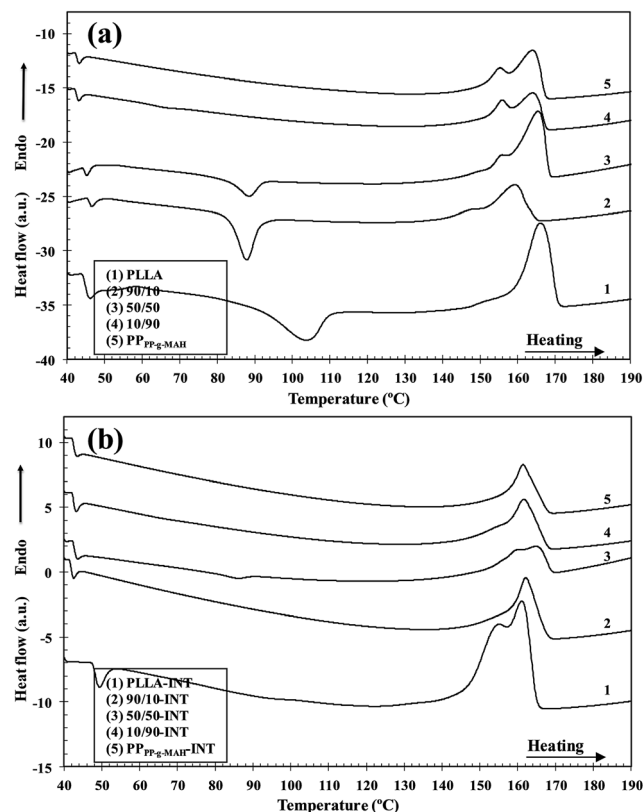 (a)
Heat flow (a.u.) Endo
-10
-15
-20
-25
-30
-35
-40
5
4
3
2
1
(1) PLLA
(2) 90/10
(3) 50/50
(4) 10/90
(5) PPPP-g-MAH
Heating
40 50 60 70 80 90 100 110 120 130 140 150 160 170 180 190
Temperature (ºC)
(b)
Heat flow (a.u.) Endo
10
5
0
-5
-10
-15
5
4
3
2
1
(1) PLLA-INT
(2) 90/10-INT
(3) 50/50-INT
(4) 10/90-INT
(5) PPPP-g-MAH-INT
Heating
40 50 60 70 80 90 100 110 120 130 140 150 160 170 180 190
Temperature (ºC)